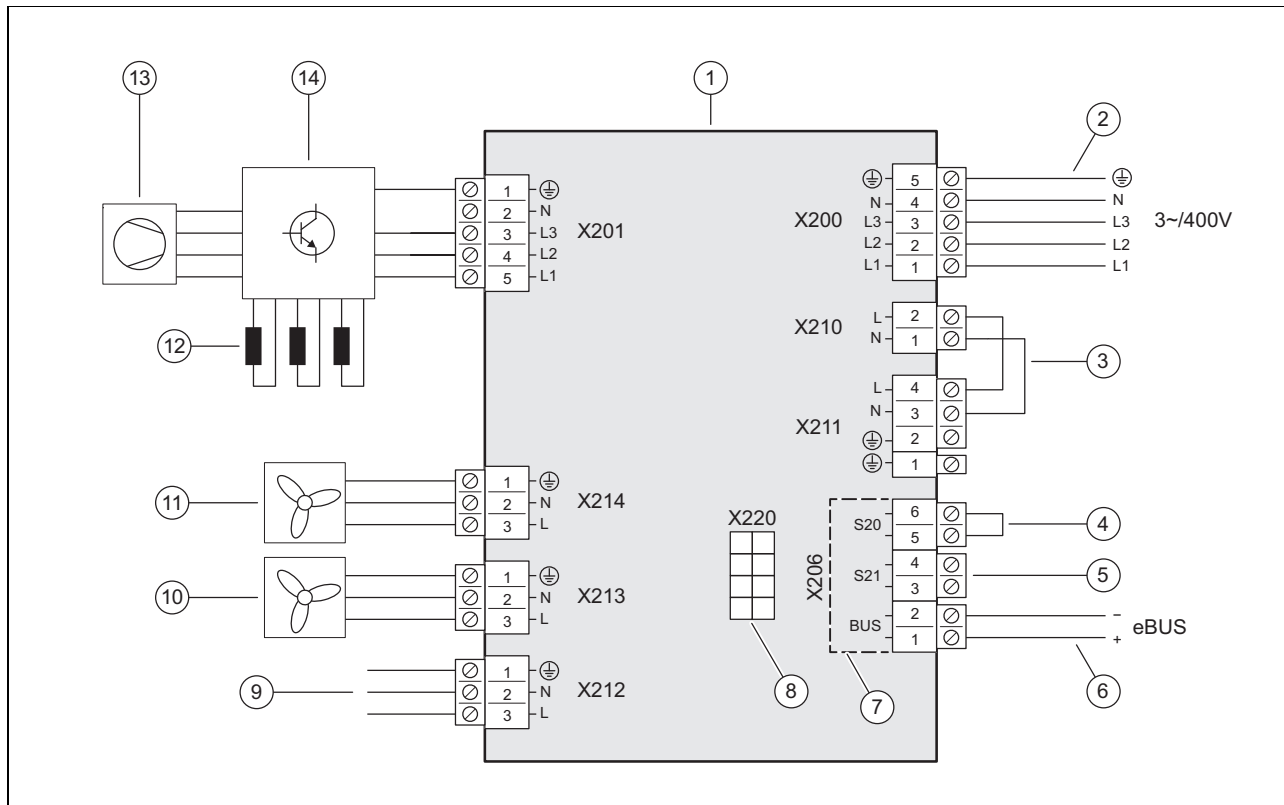 13
14
1
2
1
2 N
3 L3
4 L2
5 L1
X201
X200
5
N 4
L3 3
L2 2
L1 1
N
L3
L2
L1
3~/400V
12
X210
L 2
N 1
3
X211
L 4
N 3
2
1
11
1
2 N
3 L
X214
10
1
2 N
3 L
X213
9
1
2 N
3 L
X212
X220
8
X206
S20
6
5
4
S21
4
3
5
BUS
2
1
−
+
eBUS
7
6